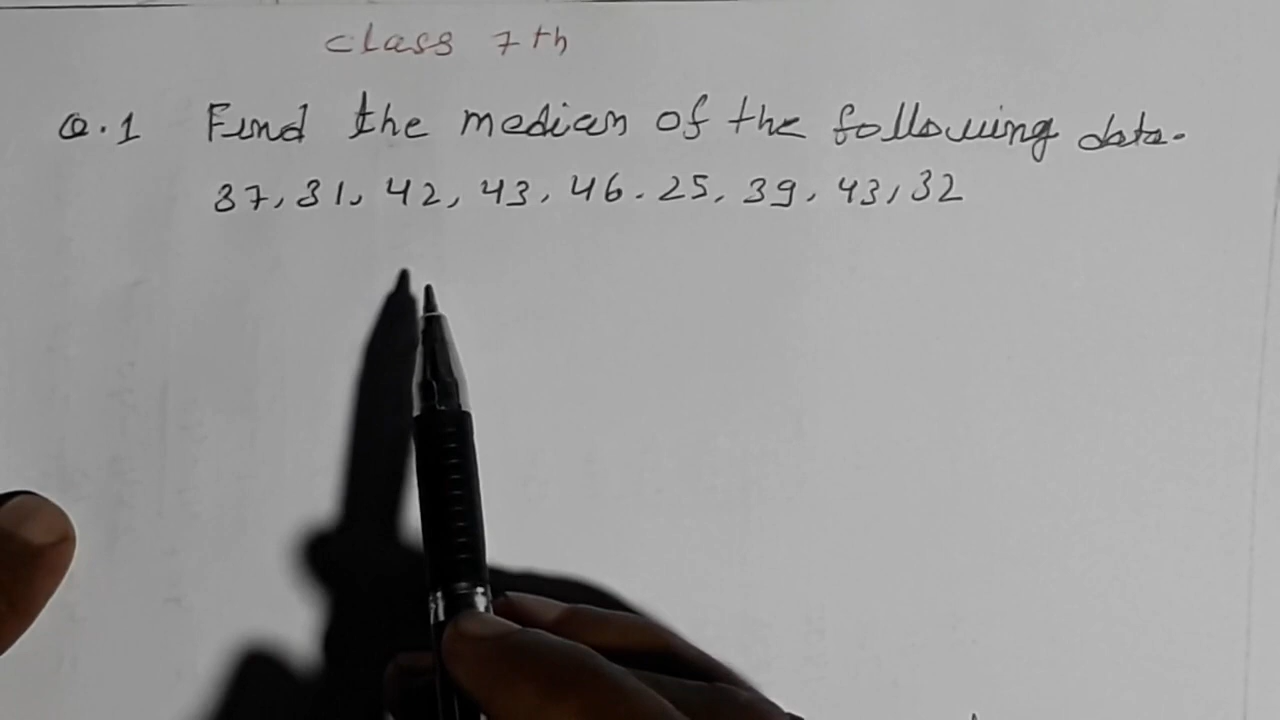 class 7th
Q.1 Find the median of the following data.
37, 31, 42, 43, 46. 25, 39, 43, 32